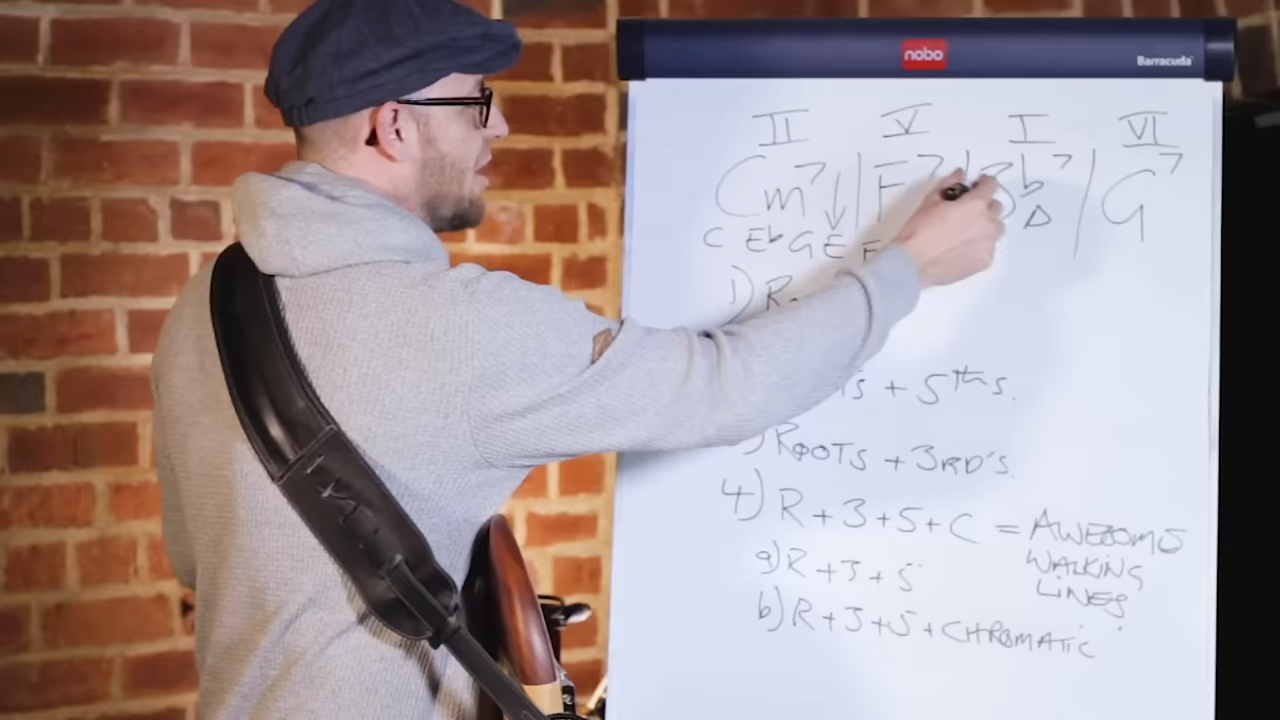 nobo Barracuda
II V I VI
Cm7 ↓ | F7 | Bb7 Δ | G7
C Eb G E F
1) R
+ 5ths.
ROOTS + 3RD'S.
4) R+3+5+C = AWESOME
WALKING
LINES
a) R+3+5
b) R+3+5+CHROMATIC